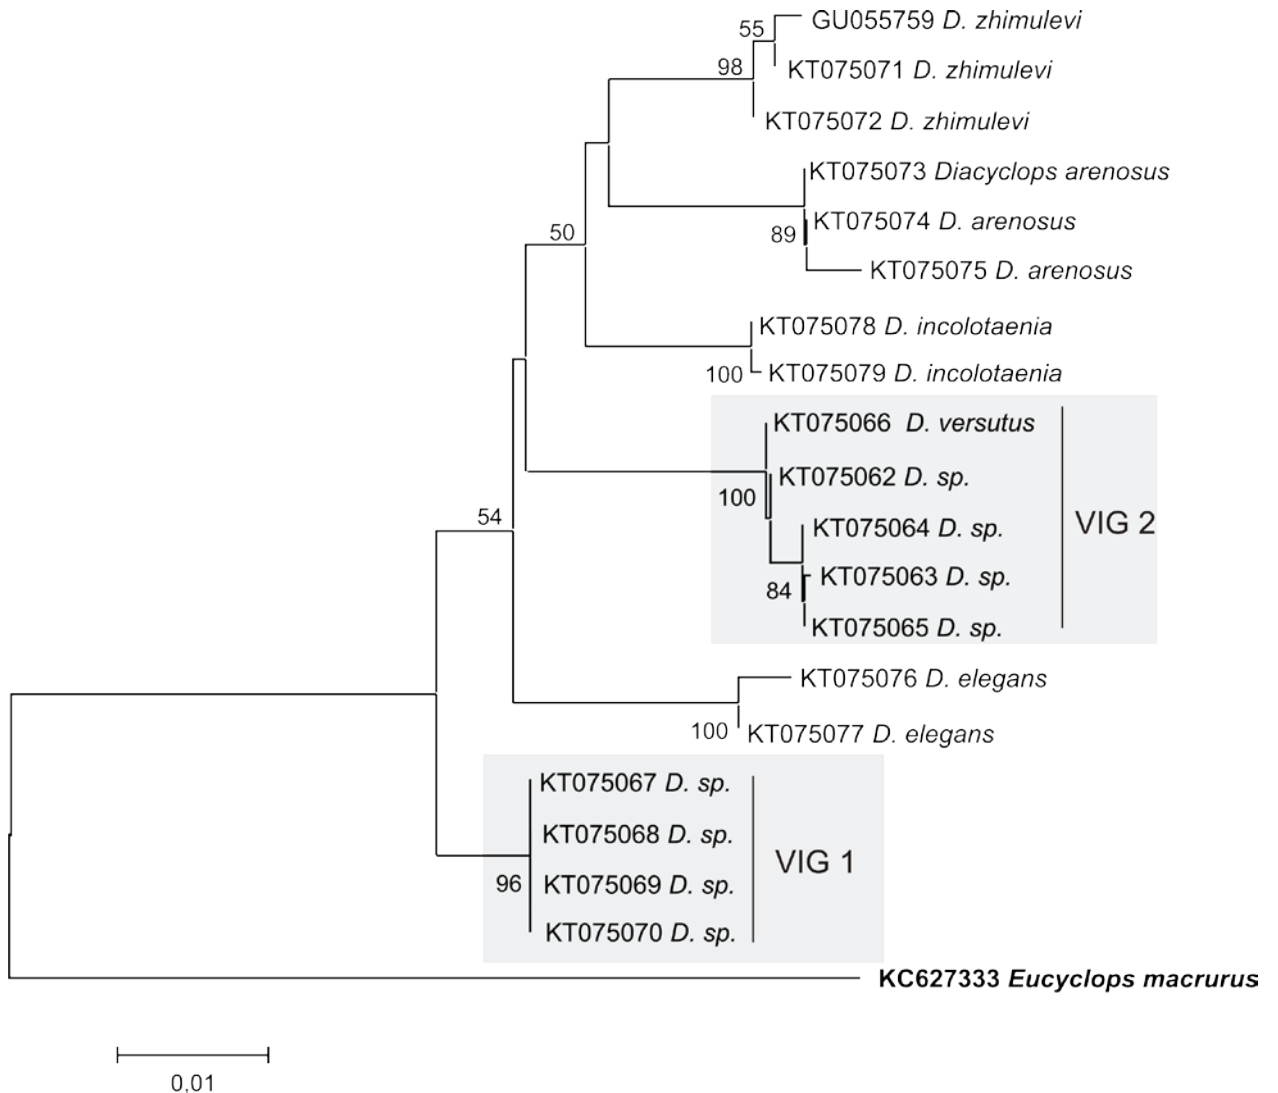 GU055759 D. zhimulevi
55
KT075071 D. zhimulevi
98
KT075072 D. zhimulevi
KT075073 Diacyclops arenosus
KT075074 D. arenosus
50
89
KT075075 D. arenosus
KT075078 D. incolotaenia
100 KT075079 D. incolotaenia
KT075066 D. versutus
KT075062 D. sp.
100
54
KT075064 D. sp.
VIG 2
KT075063 D. sp.
84
KT075065 D. sp.
KT075076 D. elegans
100 KT075077 D. elegans
KT075067 D. sp.
KT075068 D. sp.
VIG 1
96 KT075069 D. sp.
KT075070 D. sp.
KC627333 Eucyclops macrurus
0,01